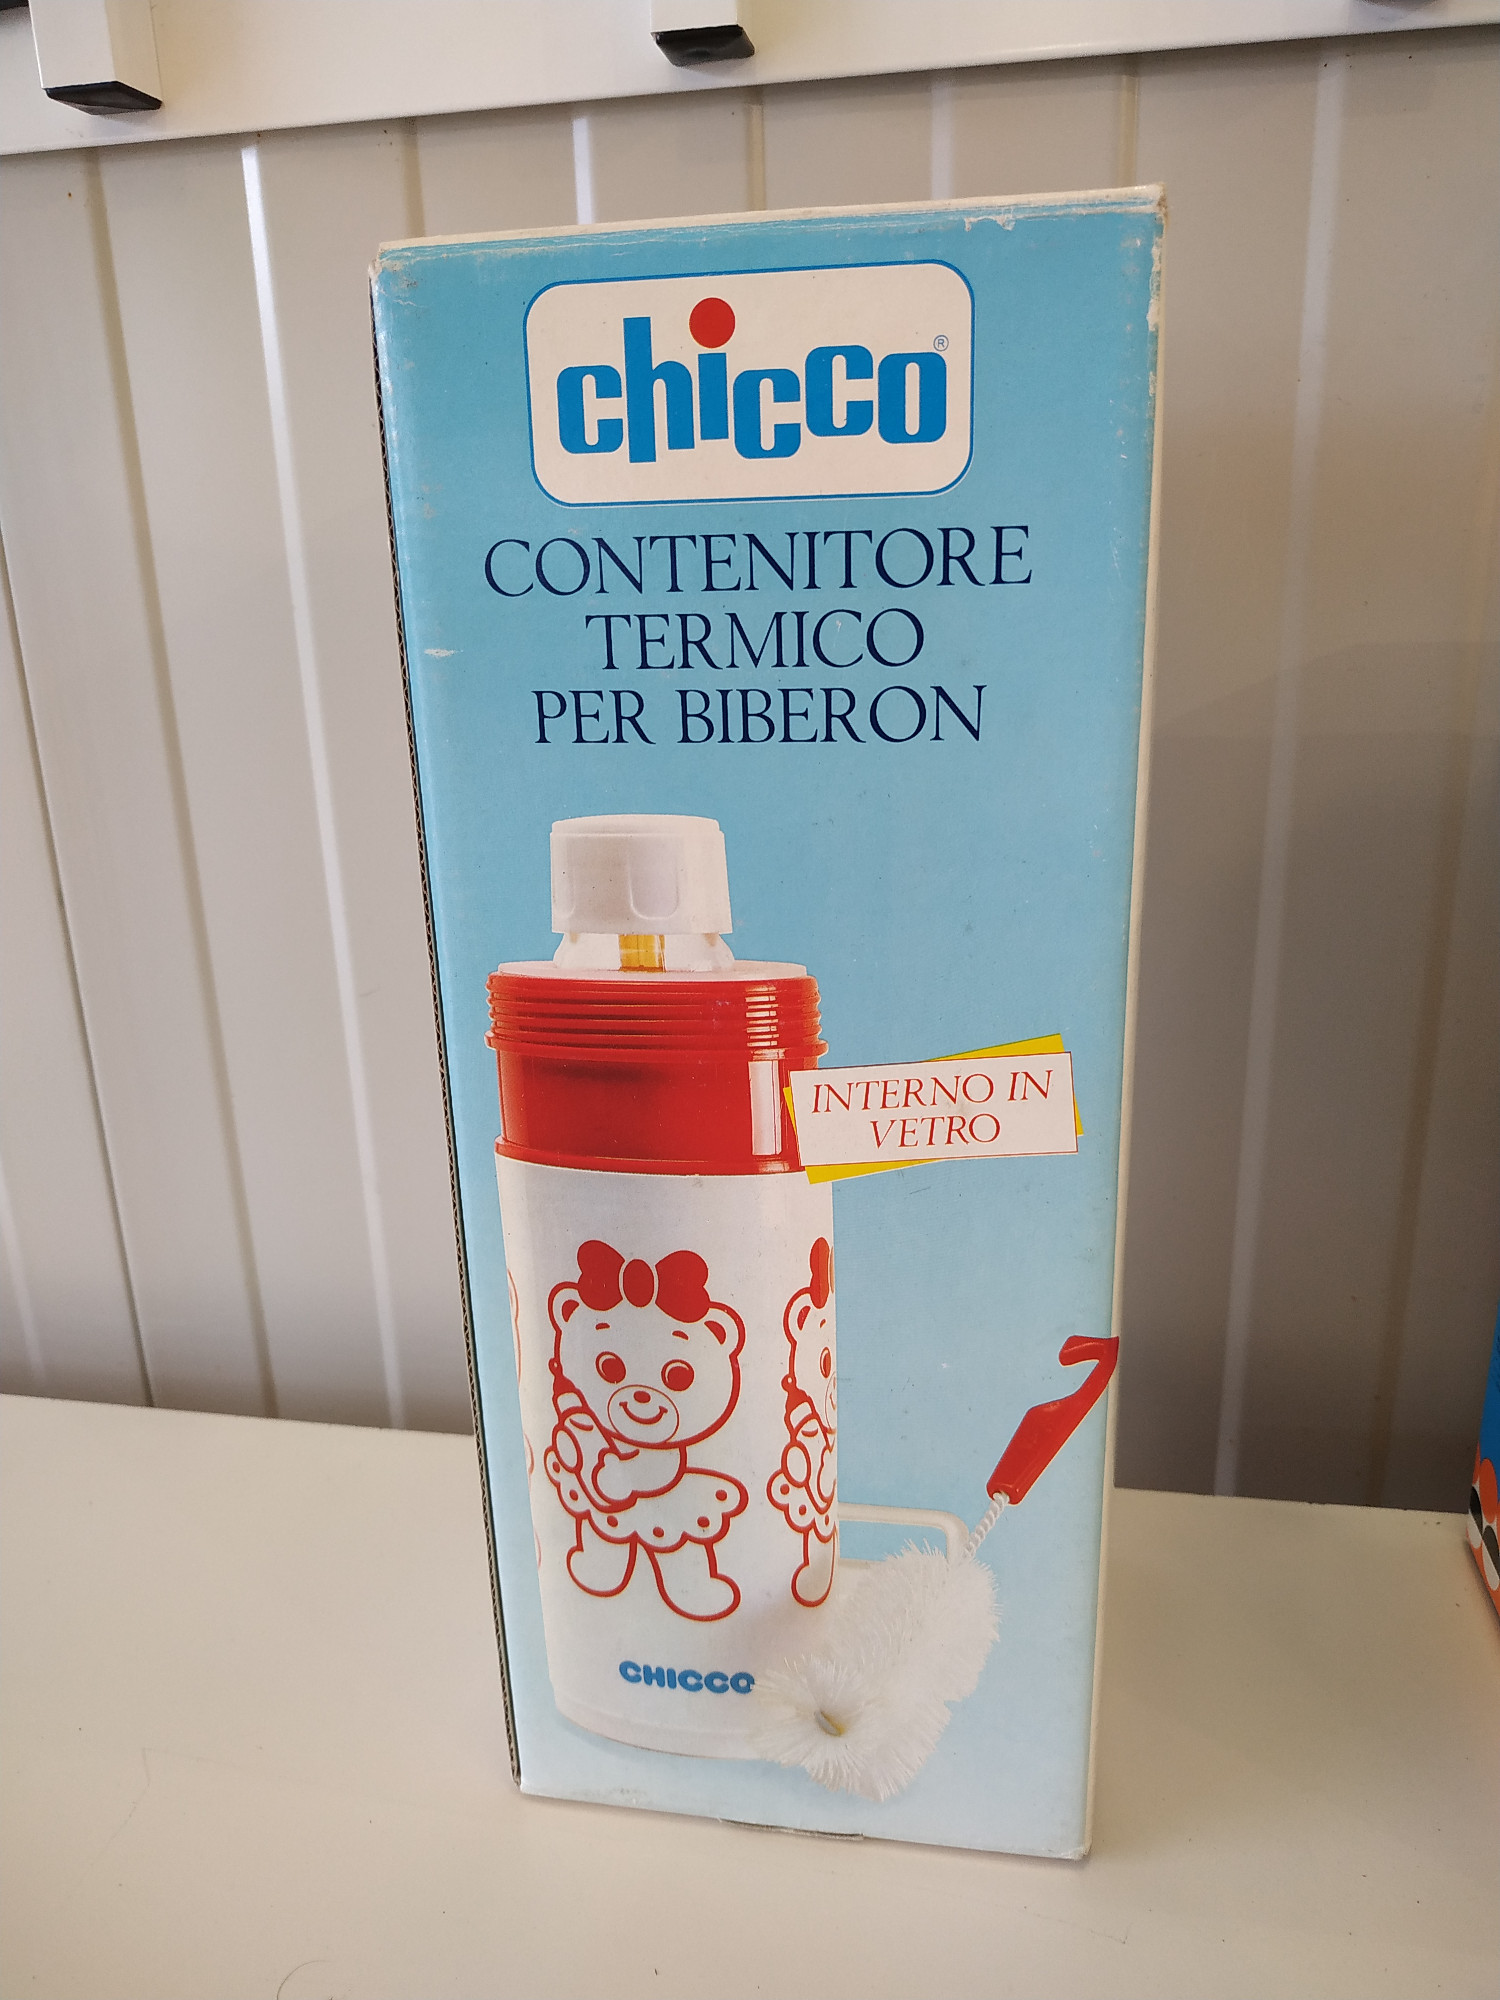 chicco®
CONTENITORE
TERMICO
PER BIBERON
INTERNO IN
VETRO
CHICCO